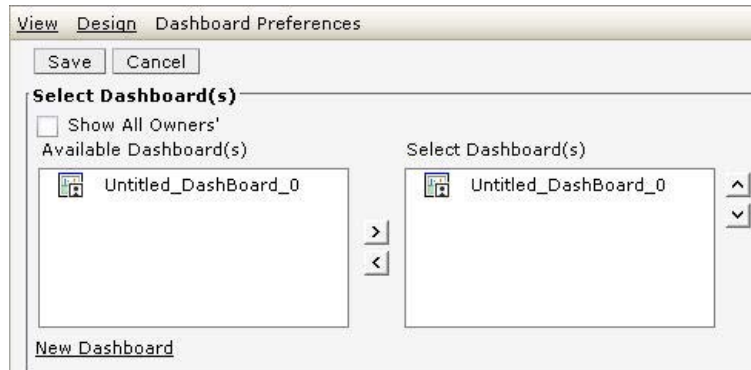 View Design Dashboard Preferences
Save Cancel
Select Dashboard(s)
Show All Owners'
Available Dashboard(s) Select Dashboard(s)
Untitled_DashBoard_0 Untitled_DashBoard_0
New Dashboard